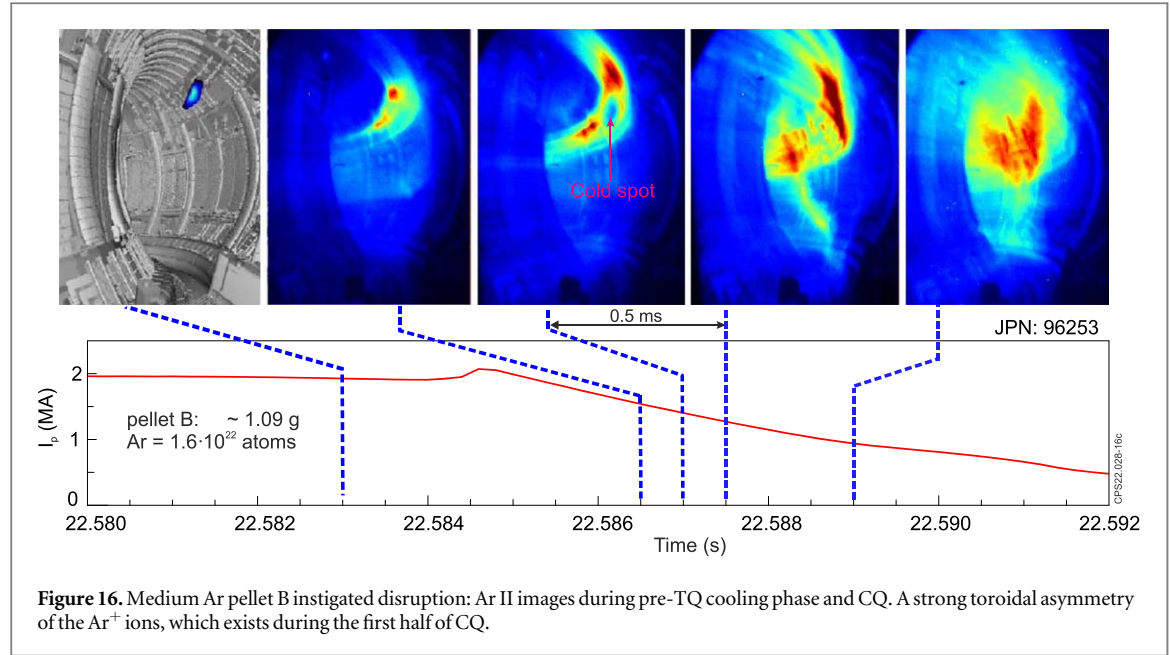 Cold spot
0.5 ms
JPN: 96253
2
1
0
I_p (MA)
pellet B: ~ 1.09 g
Ar = 1.6·10²² atoms
CPS22.028-16c
22.580 22.582 22.584 22.586 22.588 22.590 22.592
Time (s)
Figure 16. Medium Ar pellet B instigated disruption: Ar II images during pre-TQ cooling phase and CQ. A strong toroidal asymmetry
of the Ar⁺ ions, which exists during the first half of CQ.